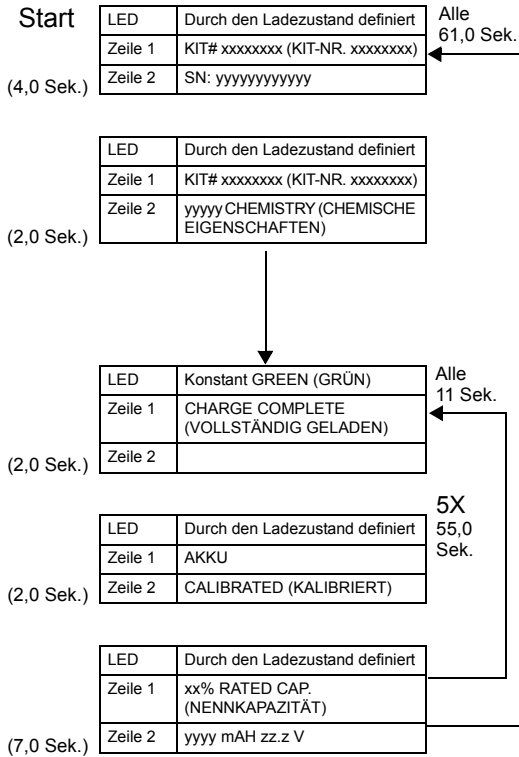 Start
LED Durch den Ladezustand definiert
Alle
61,0 Sek.
Zeile 1 KIT# xxxxxxxx (KIT-NR. xxxxxxxx)
(4,0 Sek.)
Zeile 2 SN: yyyyyyyyyyyy
LED Durch den Ladezustand definiert
Zeile 1 KIT# xxxxxxxx (KIT-NR. xxxxxxxx)
(2,0 Sek.)
Zeile 2 yyyyy CHEMISTRY (CHEMISCHE
EIGENSCHAFTEN)
LED Konstant GREEN (GRÜN)
Alle
11 Sek.
Zeile 1 CHARGE COMPLETE
(VOLLSTÄNDIG GELADEN)
(2,0 Sek.)
Zeile 2
5X
55,0
Sek.
LED Durch den Ladezustand definiert
Zeile 1 AKKU
(2,0 Sek.)
Zeile 2 CALIBRATED (KALIBRIERT)
LED Durch den Ladezustand definiert
Zeile 1 xx% RATED CAP.
(NENNKAPAZITÄT)
(7,0 Sek.)
Zeile 2 yyyy mAH zz.z V